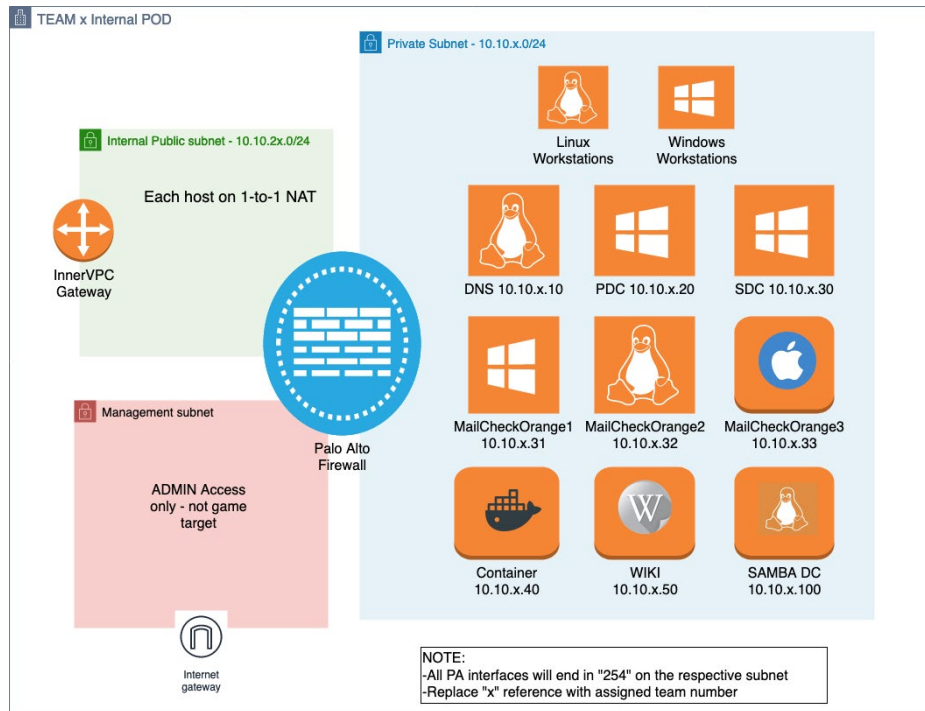 TEAM x Internal POD
Private Subnet - 10.10.x.0/24
Linux
Workstations
Windows
Workstations
Internal Public subnet - 10.10.2x.0/24
Each host on 1-to-1 NAT
InnerVPC
Gateway
DNS 10.10.x.10
PDC 10.10.x.20
SDC 10.10.x.30
Palo Alto
Firewall
MailCheckOrange1
10.10.x.31
MailCheckOrange2
10.10.x.32
MailCheckOrange3
10.10.x.33
Management subnet
ADMIN Access
only - not game
target
W
Container
10.10.x.40
WIKI
10.10.x.50
SAMBA DC
10.10.x.100
Internet
gateway
NOTE:
-All PA interfaces will end in "254" on the respective subnet
-Replace "x" reference with assigned team number